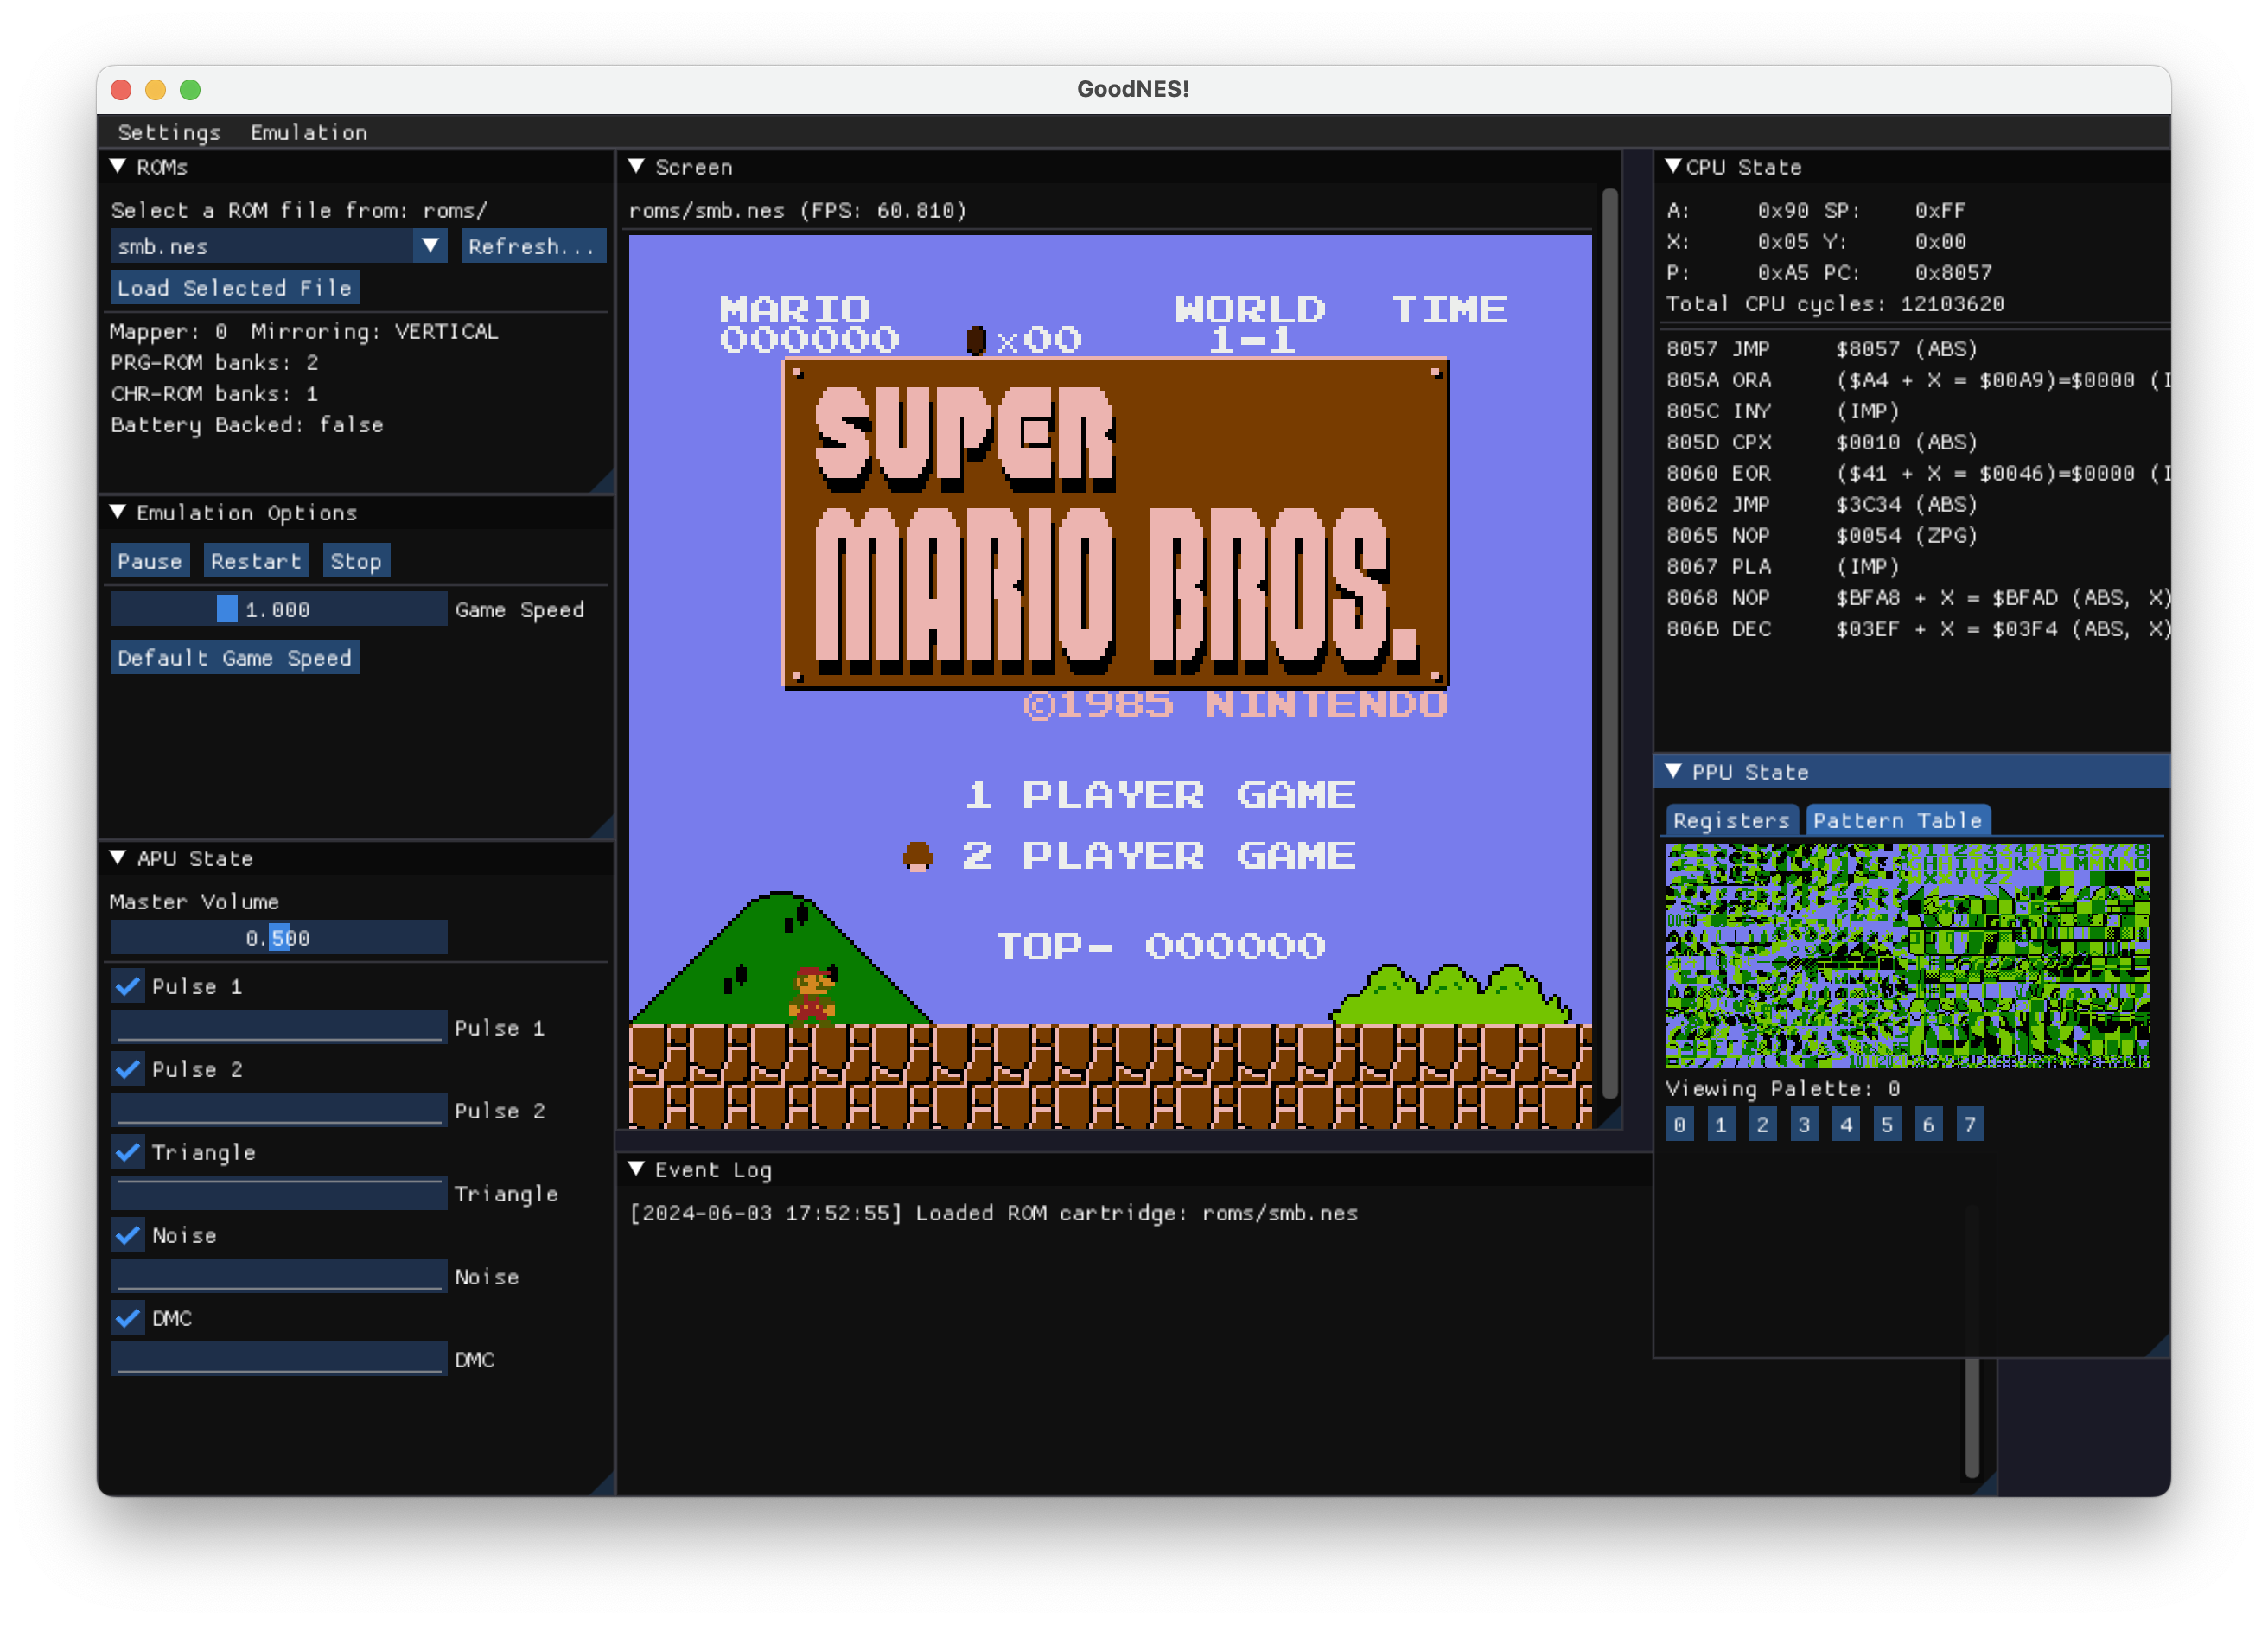 GoodNES!
Settings Emulation
ROMs
Select a ROM file from: roms/
smb.nes Refresh...
Load Selected File
Mapper: 0 Mirroring: VERTICAL
PRG-ROM banks: 2
CHR-ROM banks: 1
Battery Backed: false
Emulation Options
Pause Restart Stop
1.000 Game Speed
Default Game Speed
APU State
Master Volume
0.500
Pulse 1
Pulse 1
Pulse 2
Pulse 2
Triangle
Triangle
Noise
Noise
DMC
DMC
Screen
roms/smb.nes (FPS: 60.810)
MARIO WORLD TIME
000000 x00 1-1
SUPER
MARIO BROS.
©1985 NINTENDO
1 PLAYER GAME
2 PLAYER GAME
TOP- 000000
Event Log
[2024-06-03 17:52:55] Loaded ROM cartridge: roms/smb.nes
CPU State
A: 0x90 SP: 0xFF
X: 0x05 Y: 0x00
P: 0xA5 PC: 0x8057
Total CPU cycles: 12103620
8057 JMP $8057 (ABS)
805A ORA ($A4 + X = $00A9)=$0000 (I
805C INY (IMP)
805D CPX $0010 (ABS)
8060 EOR ($41 + X = $0046)=$0000 (I
8062 JMP $3C34 (ABS)
8065 NOP $0054 (ZPG)
8067 PLA (IMP)
8068 NOP $BFA8 + X = $BFAD (ABS, X)
806B DEC $03EF + X = $03F4 (ABS, X)
PPU State
Registers Pattern Table
Viewing Palette: 0
0 1 2 3 4 5 6 7